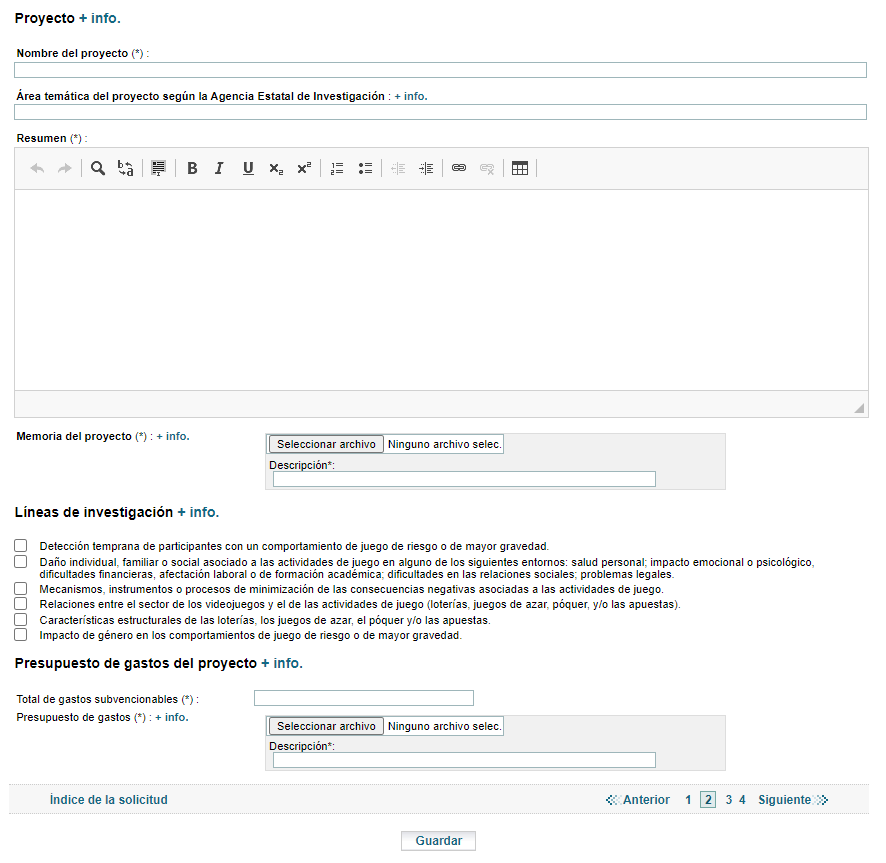 Proyecto + info.
Nombre del proyecto (*) :
Área temática del proyecto según la Agencia Estatal de Investigación : + info.
Resumen (*) :
Memoria del proyecto (*) : + info.
Seleccionar archivo Ninguno archivo selec.
Descripción*:
Líneas de investigación + info.
Detección temprana de participantes con un comportamiento de juego de riesgo o de mayor gravedad.
Daño individual, familiar o social asociado a las actividades de juego en alguno de los siguientes entornos: salud personal; impacto emocional o psicológico,
dificultades financieras, afectación laboral o de formación académica; dificultades en las relaciones sociales; problemas legales.
Mecanismos, instrumentos o procesos de minimización de las consecuencias negativas asociadas a las actividades de juego.
Relaciones entre el sector de los videojuegos y el de las actividades de juego (loterías, juegos de azar, póquer, y/o las apuestas).
Características estructurales de las loterías, los juegos de azar, el póquer y/o las apuestas.
Impacto de género en los comportamientos de juego de riesgo o de mayor gravedad.
Presupuesto de gastos del proyecto + info.
Total de gastos subvencionables (*) :
Presupuesto de gastos (*) : + info.
Seleccionar archivo Ninguno archivo selec.
Descripción*:
Índice de la solicitud Anterior 1 2 3 4 Siguiente
Guardar